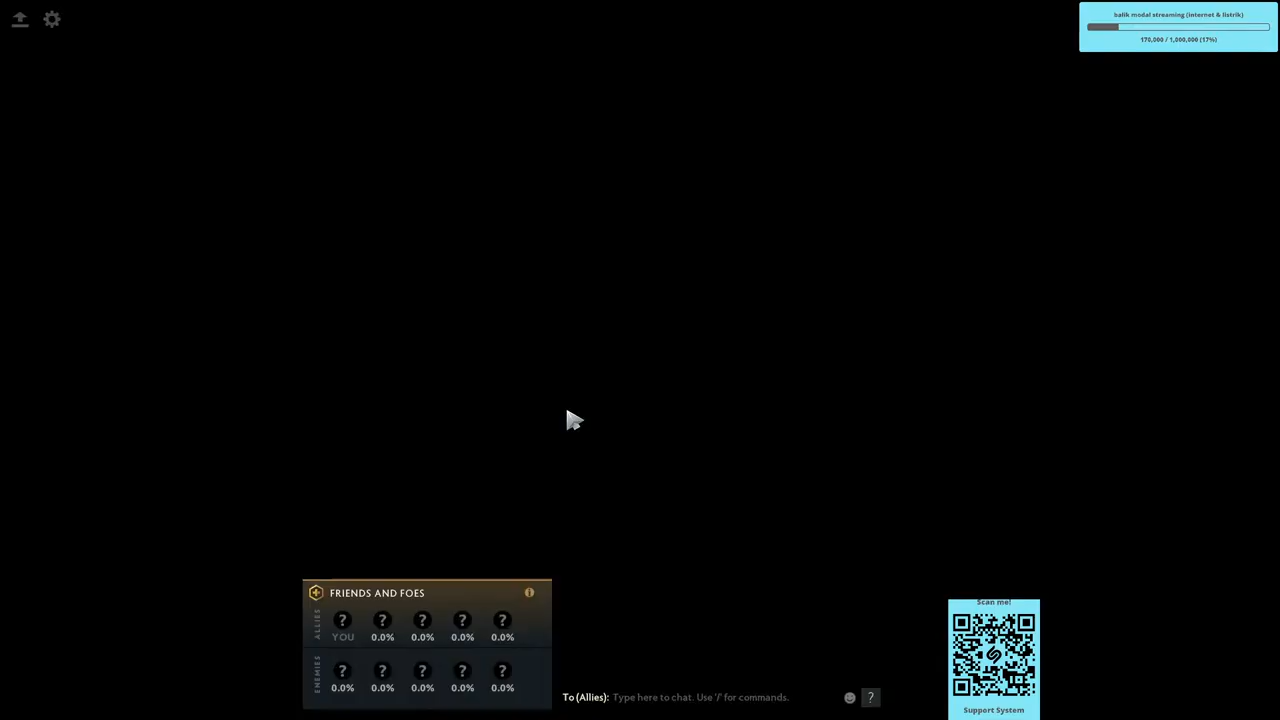 balik modal streaming (internet & listrik)
170,000 / 1,000,000 (17%)
FRIENDS AND FOES
ALLIES
? ? ? ? ?
YOU 0.0% 0.0% 0.0% 0.0%
ENEMIES
? ? ? ? ?
0.0% 0.0% 0.0% 0.0% 0.0%
To (Allies): Type here to chat. Use '/' for commands.
?
Scan me!
Support System